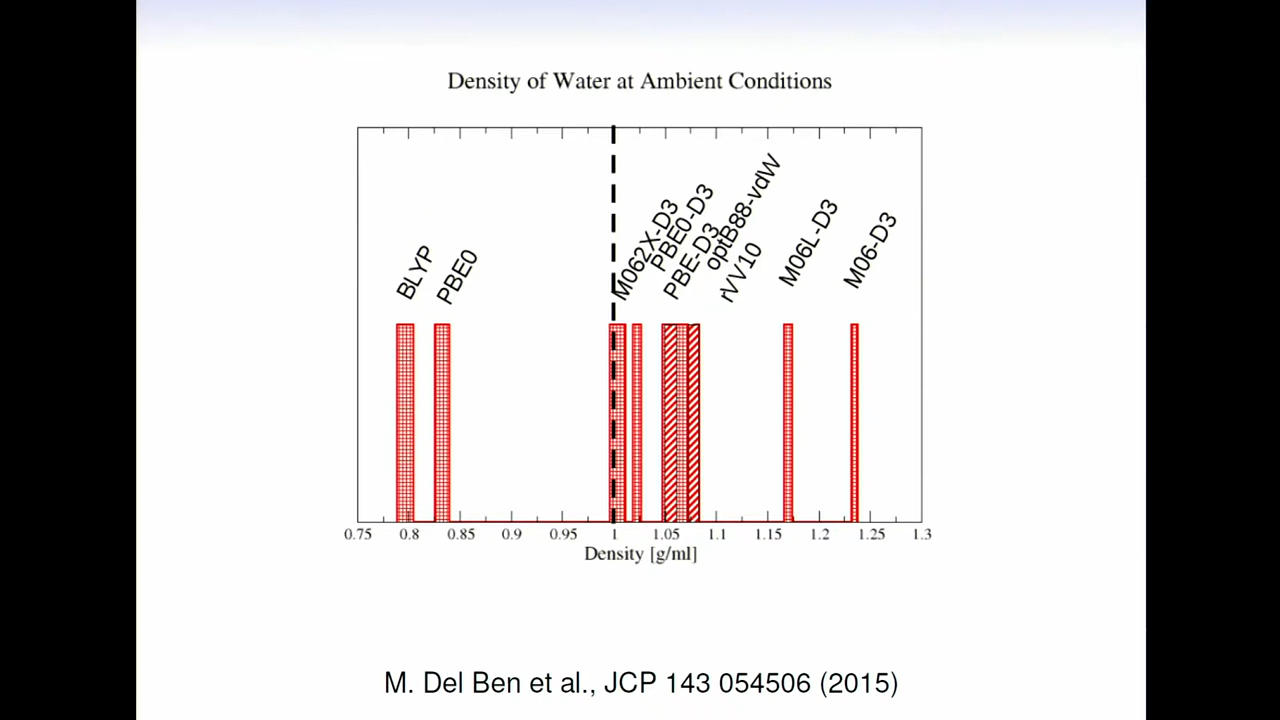 Density of Water at Ambient Conditions
BLYP
PBE0
M062X-D3
PBE0-D3
PBE-D3
optB88-vdW
rVV10
M06L-D3
M06-D3
0.75 0.8 0.85 0.9 0.95 1 1.05 1.1 1.15 1.2 1.25 1.3
Density [g/ml]
M. Del Ben et al., JCP 143 054506 (2015)